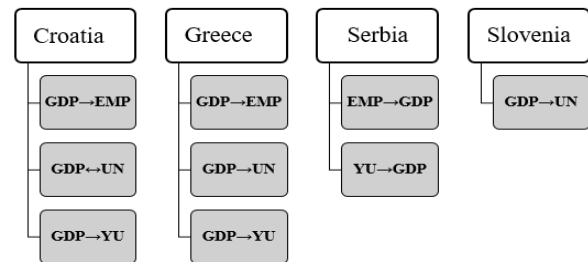 Croatia
GDP→EMP
GDP↔UN
GDP→YU
Greece
GDP→EMP
GDP→UN
GDP→YU
Serbia
EMP→GDP
YU→GDP
Slovenia
GDP→UN